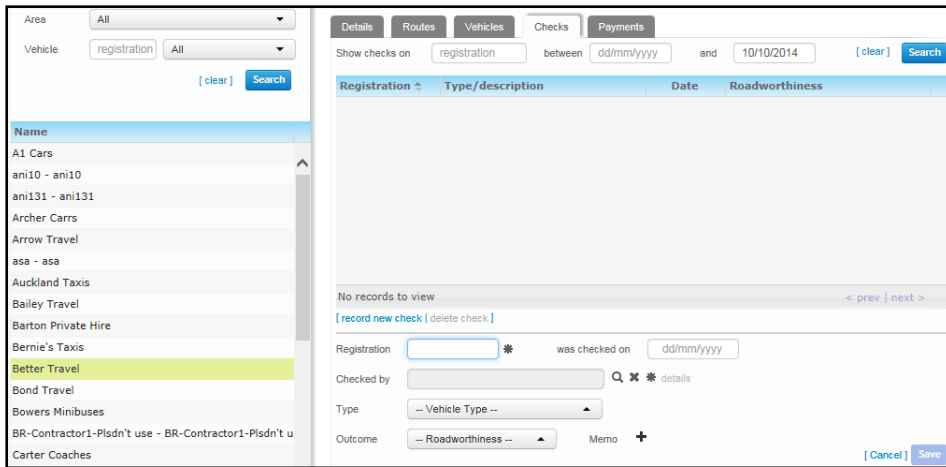 Area All
Vehicle registration All
[ clear ] Search
Name
A1 Cars
ani10 - ani10
ani131 - ani131
Archer Carrs
Arrow Travel
asa - asa
Auckland Taxis
Bailey Travel
Barton Private Hire
Bernie's Taxis
Better Travel
Bond Travel
Bowers Minibuses
BR-Contractor1-Plsdn't use - BR-Contractor1-Plsdn't u
Carter Coaches
Details Routes Vehicles Checks Payments
Show checks on registration between dd/mm/yyyy and 10/10/2014 [ clear ] Search
Registration Type/description Date Roadworthiness
No records to view < prev | next >
[ record new check | delete check ]
Registration was checked on dd/mm/yyyy
Checked by details
Type -- Vehicle Type --
Outcome -- Roadworthiness -- Memo
[ Cancel ] Save